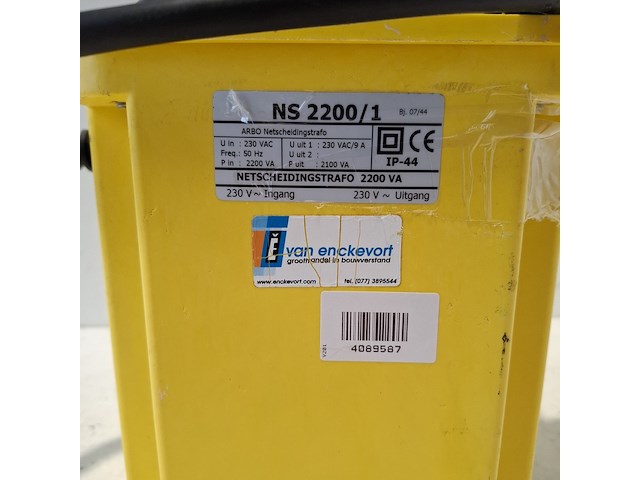 NS 2200/1 Bj. 07/44
ARBO Netscheidingstrafo
U in : 230 VAC U uit 1 : 230 VAC/9 A
Freq.: 50 Hz U uit 2 :
P in : 2200 VA P uit : 2100 VA
CE
IP-44
NETSCHEIDINGSTRAFO 2200 VA
230 V ~ Ingang 230 V ~ Uitgang
E van enckevort
groothandel in bouwverstand
www.enckevort.com tel. (077) 3895544
V201
4089587